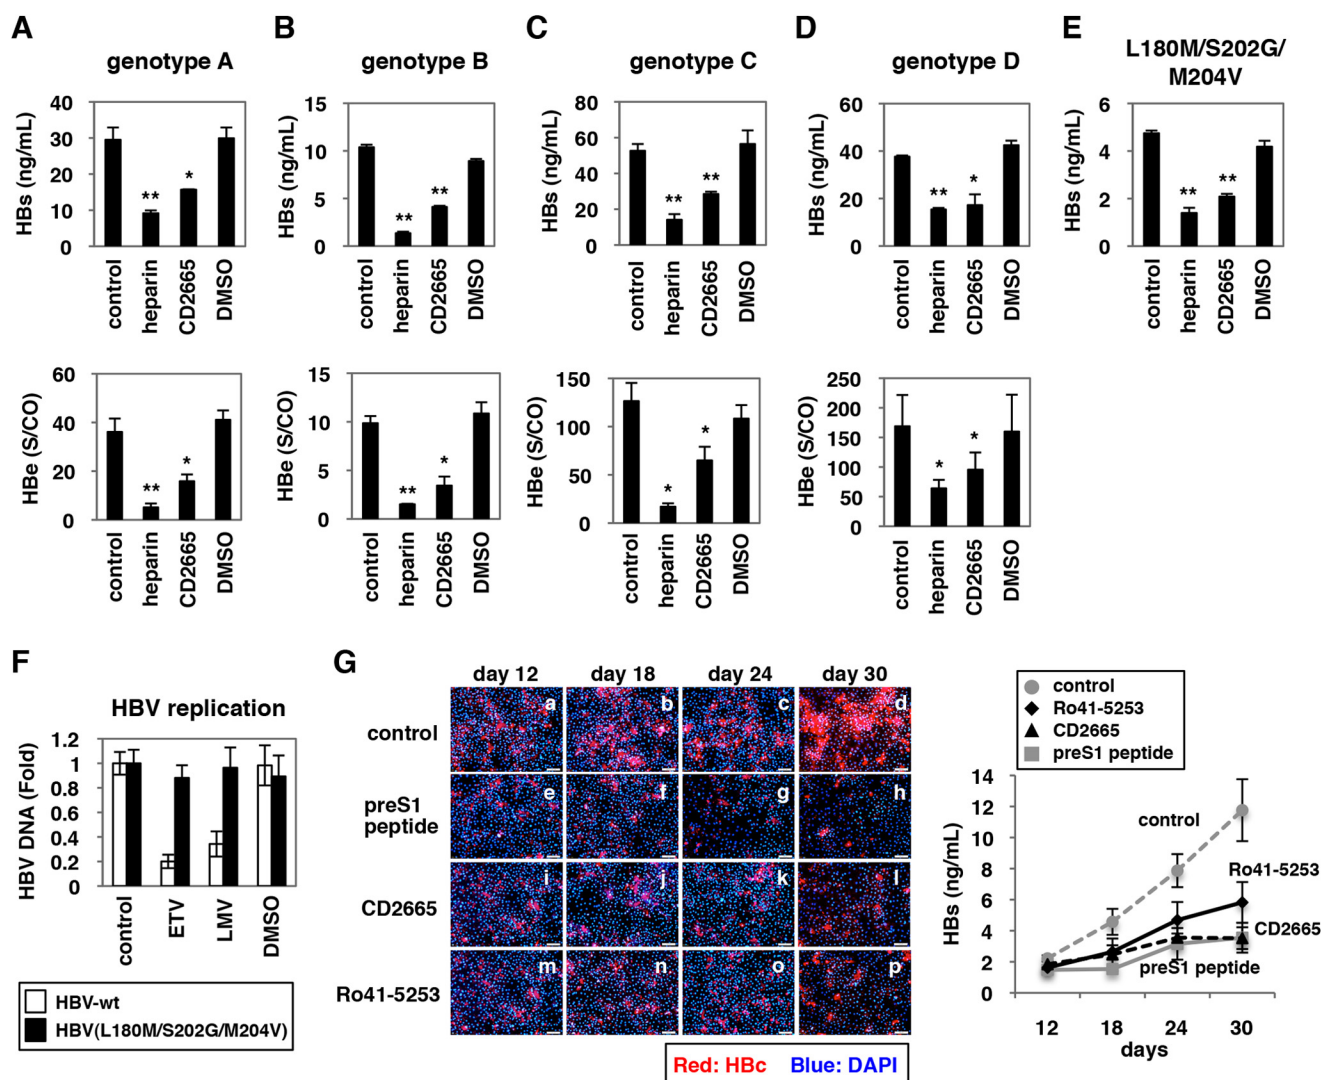 A
genotype A
HBs (ng/mL)
40
30
20
10
0
**
*
control
heparin
CD2665
DMSO
HBe (S/CO)
60
40
20
0
**
*
control
heparin
CD2665
DMSO
B
genotype B
HBs (ng/mL)
15
10
5
0
**
**
control
heparin
CD2665
DMSO
HBe (S/CO)
15
10
5
0
**
*
control
heparin
CD2665
DMSO
C
genotype C
HBs (ng/mL)
80
60
40
20
0
**
**
control
heparin
CD2665
DMSO
HBe (S/CO)
150
100
50
0
*
*
control
heparin
CD2665
DMSO
D
genotype D
HBs (ng/mL)
60
40
20
0
**
*
control
heparin
CD2665
DMSO
HBe (S/CO)
250
200
150
100
50
0
*
*
control
heparin
CD2665
DMSO
E
L180M/S202G/
M204V
HBs (ng/mL)
6
4
2
0
**
**
control
heparin
CD2665
DMSO
F
HBV replication
HBV DNA (Fold)
1.2
1
0.8
0.6
0.4
0.2
0
control
ETV
LMV
DMSO
HBV-wt
HBV(L180M/S202G/M204V)
G
day 12 day 18 day 24 day 30
control
a b c d
preS1
peptide
e f g h
CD2665
i j k l
Ro41-5253
m n o p
Red: HBc Blue: DAPI
control
Ro41-5253
CD2665
preS1 peptide
HBs (ng/mL)
14
12
10
8
6
4
2
0
control
Ro41-5253
CD2665
preS1 peptide
12 18 24 30
days